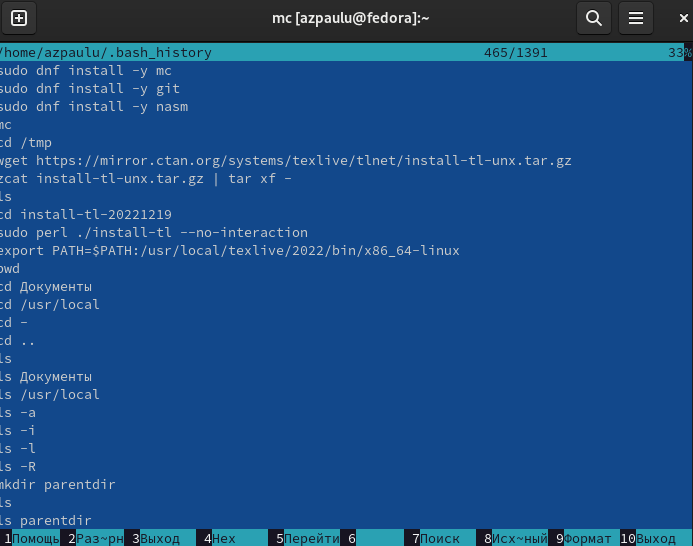 mc [azpaulu@fedora]:~
/home/azpaulu/.bash_history 465/1391 33%
sudo dnf install -y mc
sudo dnf install -y git
sudo dnf install -y nasm
mc
cd /tmp
wget https://mirror.ctan.org/systems/texlive/tlnet/install-tl-unx.tar.gz
zcat install-tl-unx.tar.gz | tar xf -
ls
cd install-tl-20221219
sudo perl ./install-tl --no-interaction
export PATH=$PATH:/usr/local/texlive/2022/bin/x86_64-linux
pwd
cd Документы
cd /usr/local
cd -
cd ..
ls
ls Документы
ls /usr/local
ls -a
ls -i
ls -l
ls -R
mkdir parentdir
ls
ls parentdir
1Помощь 2Раз~рн 3Выход 4Hex 5Перейти 6 7Поиск 8Исх~ный 9Формат 10Выход